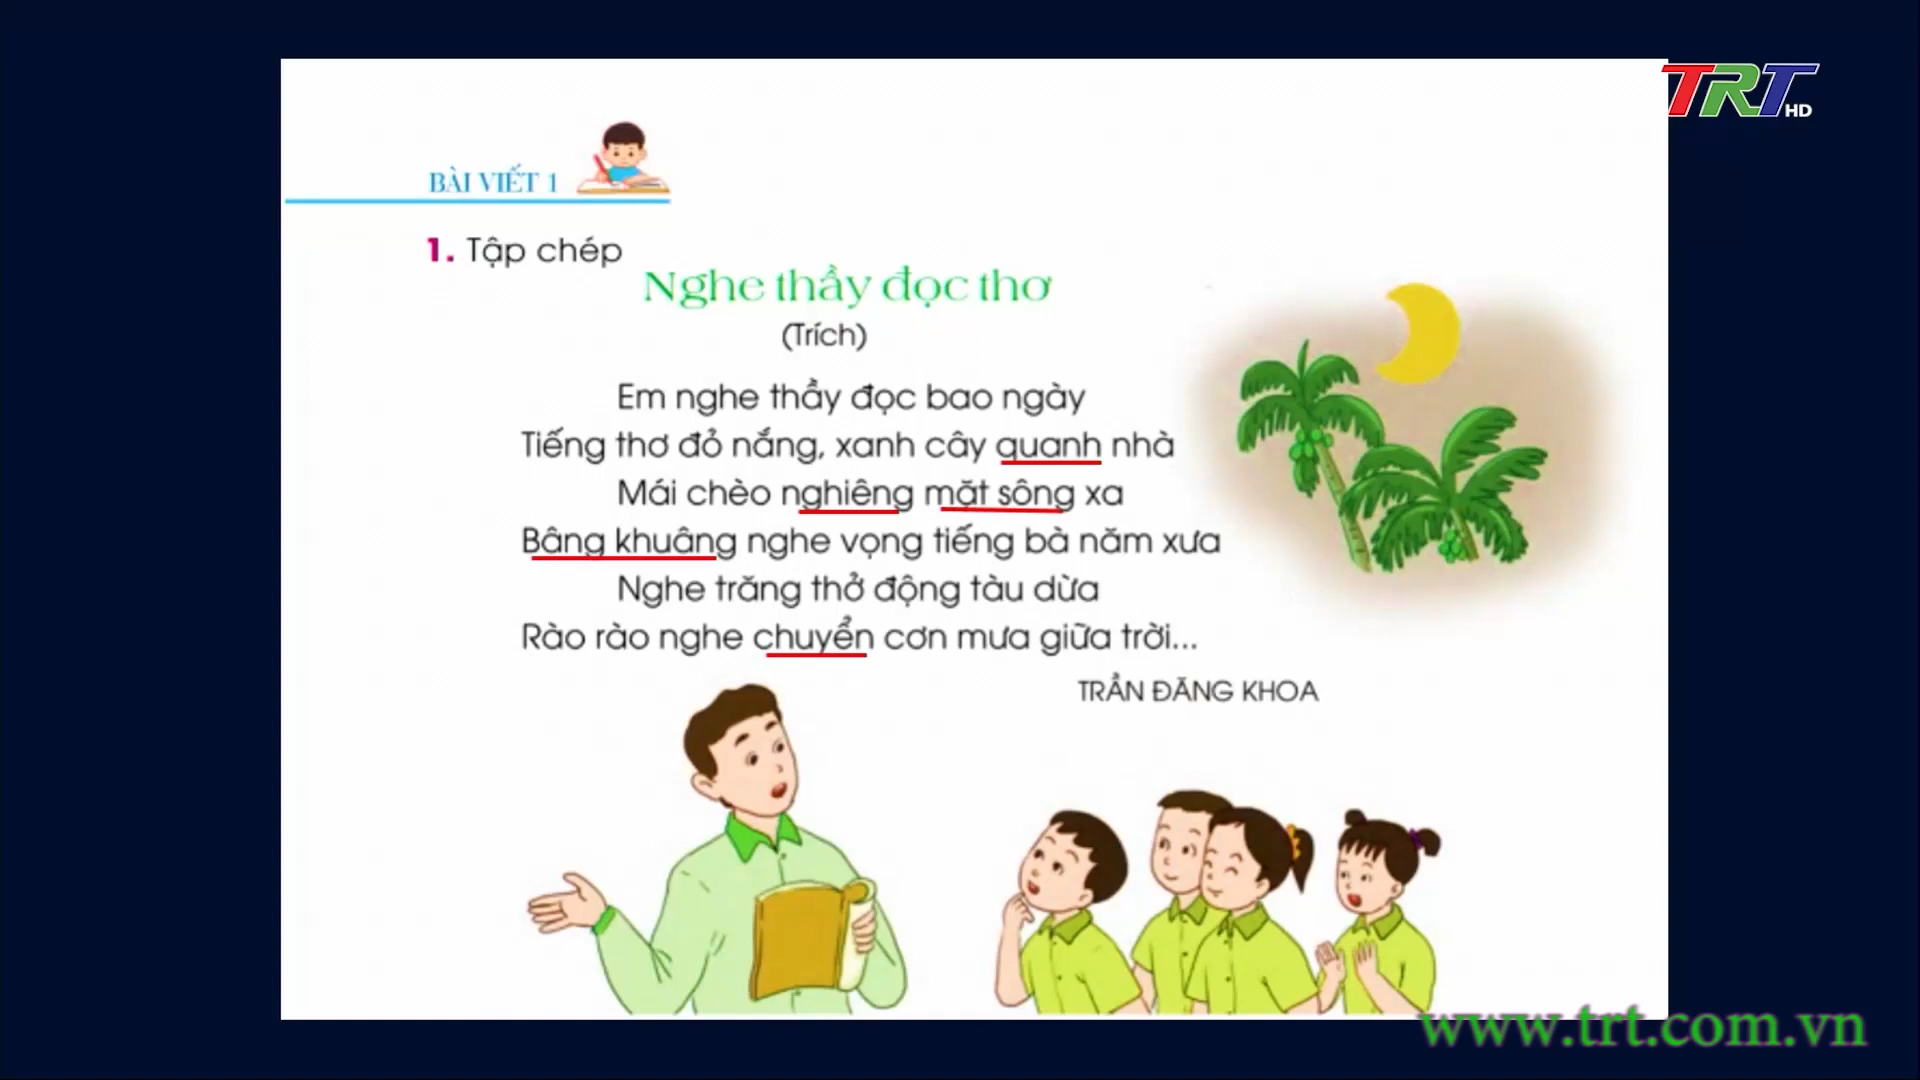 TRT HD
BÀI VIẾT 1
1. Tập chép
Nghe thầy đọc thơ
(Trích)
Em nghe thầy đọc bao ngày
Tiếng thơ đỏ nắng, xanh cây quanh nhà
Mái chèo nghiêng mặt sông xa
Bâng khuâng nghe vọng tiếng bà năm xưa
Nghe trăng thở động tàu dừa
Rào rào nghe chuyển cơn mưa giữa trời...
TRẦN ĐĂNG KHOA
www.trt.com.vn